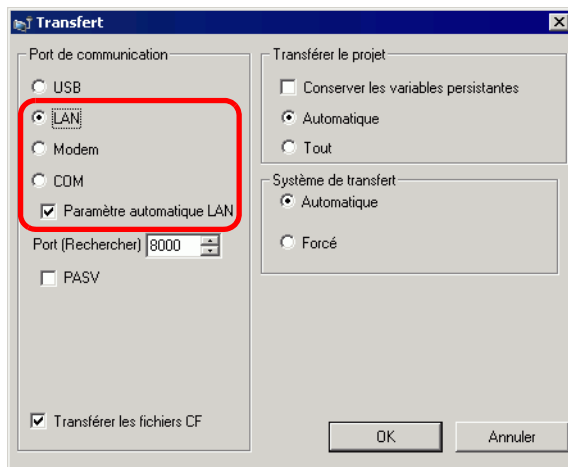 Transfert
Port de communication
USB
LAN
Modem
COM
Paramètre automatique LAN
Port (Rechercher) 8000
PASV
Transférer les fichiers CF
Transférer le projet
Conserver les variables persistantes
Automatique
Tout
Système de transfert
Automatique
Forcé
OK
Annuler